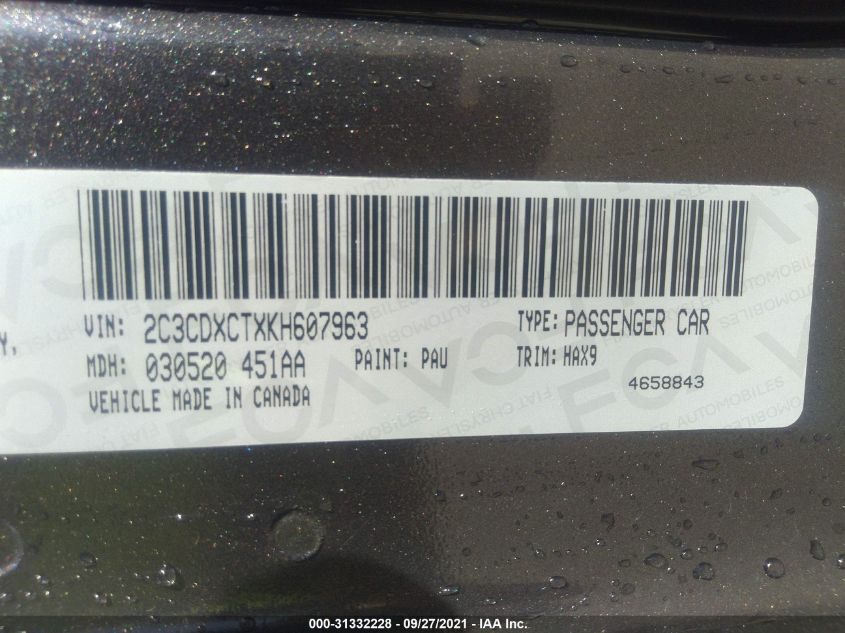 VIN: 2C3CDXCTXKH607963 TYPE: PASSENGER CAR
Y, MDH: 030520 451AA PAINT: PAU TRIM: HAX9
VEHICLE MADE IN CANADA 4658843
000-31332228 - 09/27/2021 - IAA Inc.